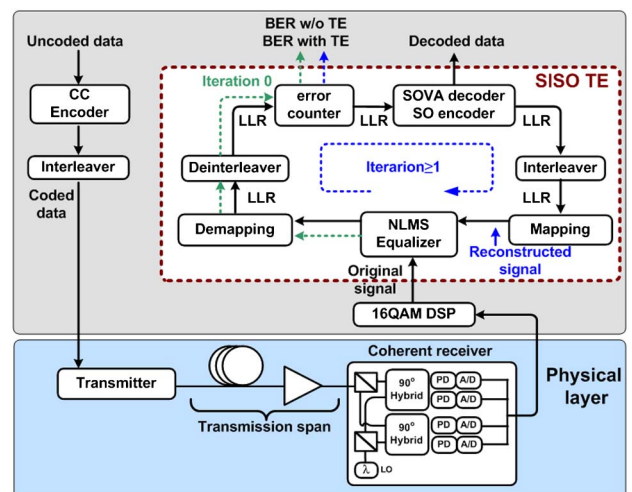 BER w/o TE
BER with TE
Decoded data
Uncoded data
CC
Encoder
Interleaver
Coded
data
SISO TE
Iteration 0
error
counter
LLR
LLR
SOVA decoder
SO encoder
LLR
Deinterleaver
Iterarion≥1
Interleaver
LLR
LLR
Demapping
NLMS
Equalizer
Mapping
Reconstructed
signal
Original
signal
16QAM DSP
Coherent receiver
Physical
layer
Transmitter
Transmission span
90°
Hybrid
PD
A/D
PD
A/D
90°
Hybrid
PD
A/D
PD
A/D
λ
LO